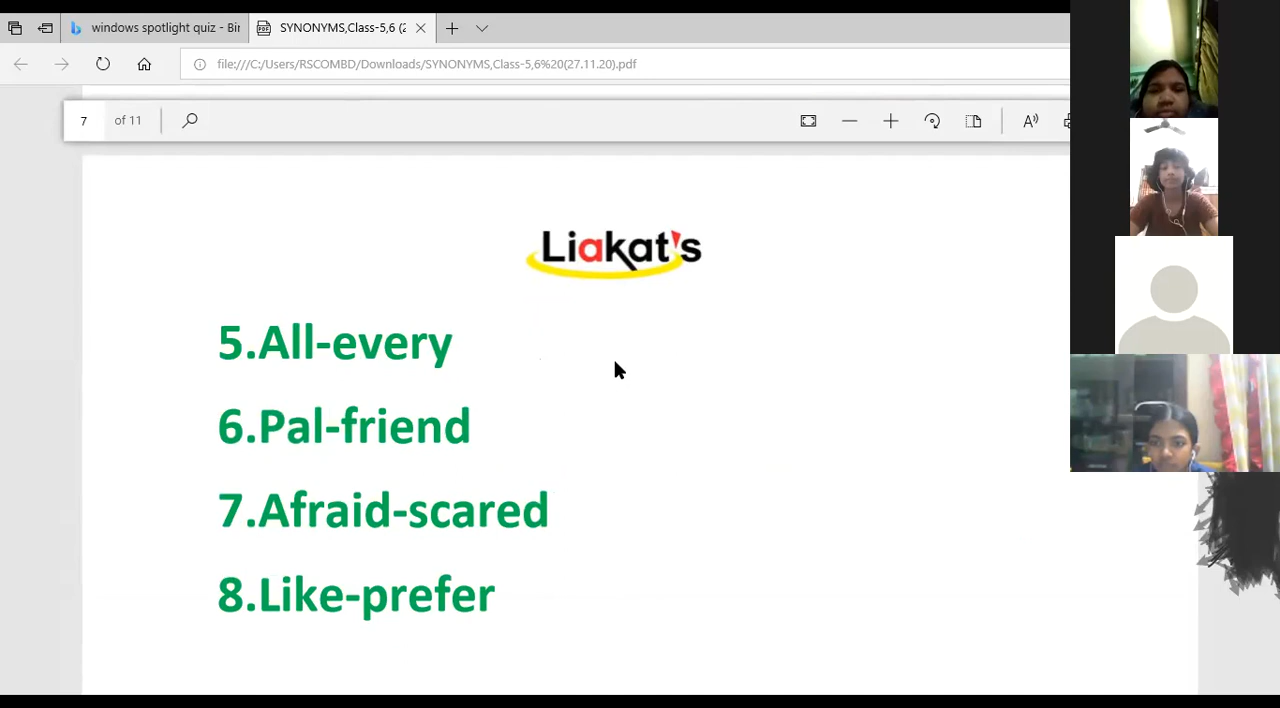 windows spotlight quiz - Bin
SYNONYMS,Class-5,6 (2
file:///C:/Users/RSCOMBD/Downloads/SYNONYMS,Class-5,6%20(27.11.20).pdf
7 of 11
Liakat's
5.All-every
6.Pal-friend
7.Afraid-scared
8.Like-prefer